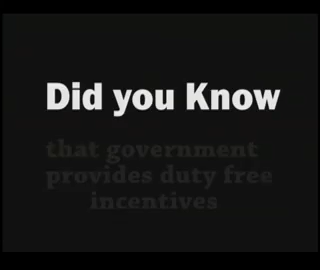 Did you Know
that government
provides duty free
incentives